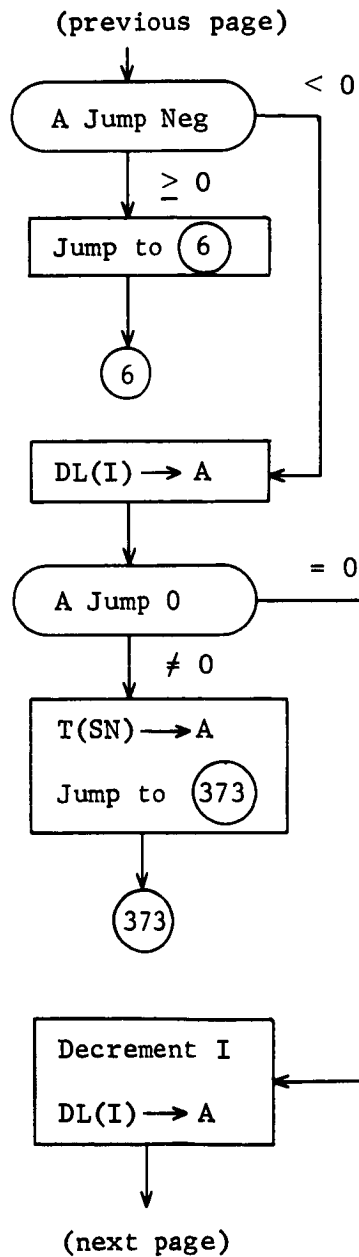 (previous page)
< 0
A Jump Neg
≥ 0
Jump to 6
6
DL(I) → A
= 0
A Jump 0
≠ 0
T(SN) → A
Jump to 373
373
Decrement I
DL(I) → A
(next page)